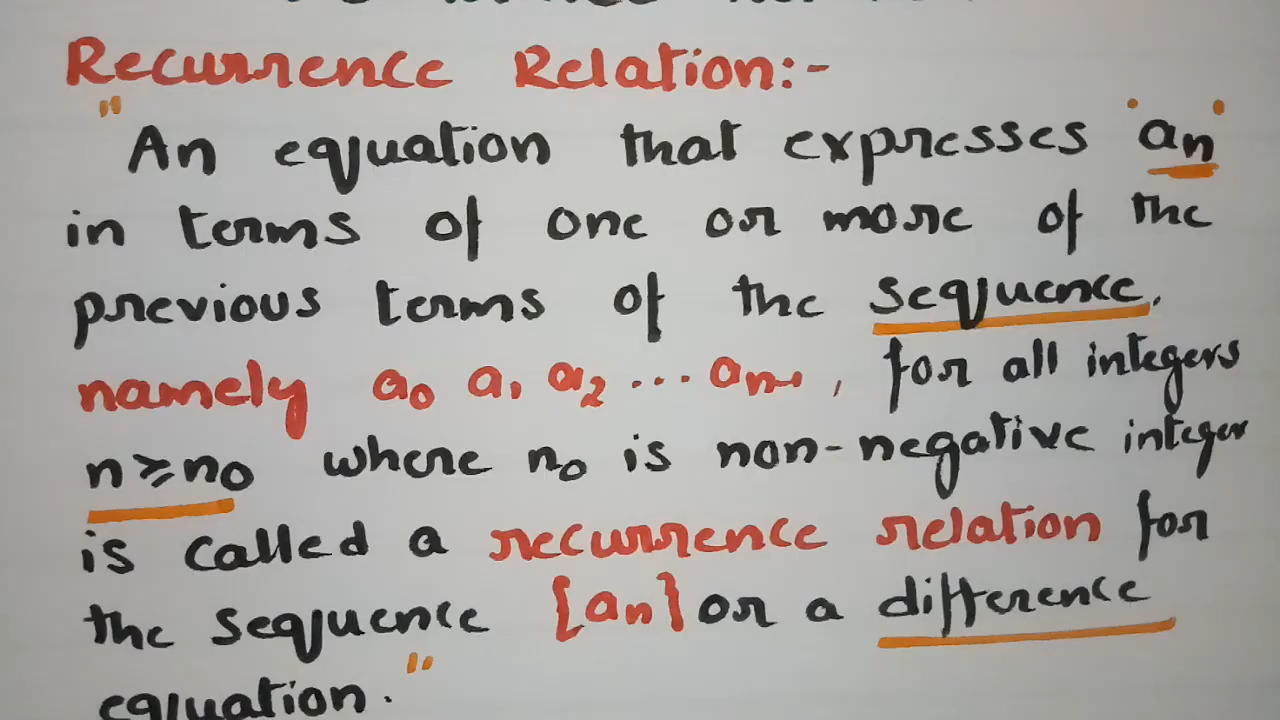 Recurrence Relation:-
"An equation that expresses 'an'
in terms of one or more of the
previous terms of the sequence,
namely a₀ a₁ a₂ ... aₙ₋₁, for all integers
n ≥ n₀ where n₀ is non-negative integer
is called a recurrence relation for
the sequence {an} or a difference
equation."